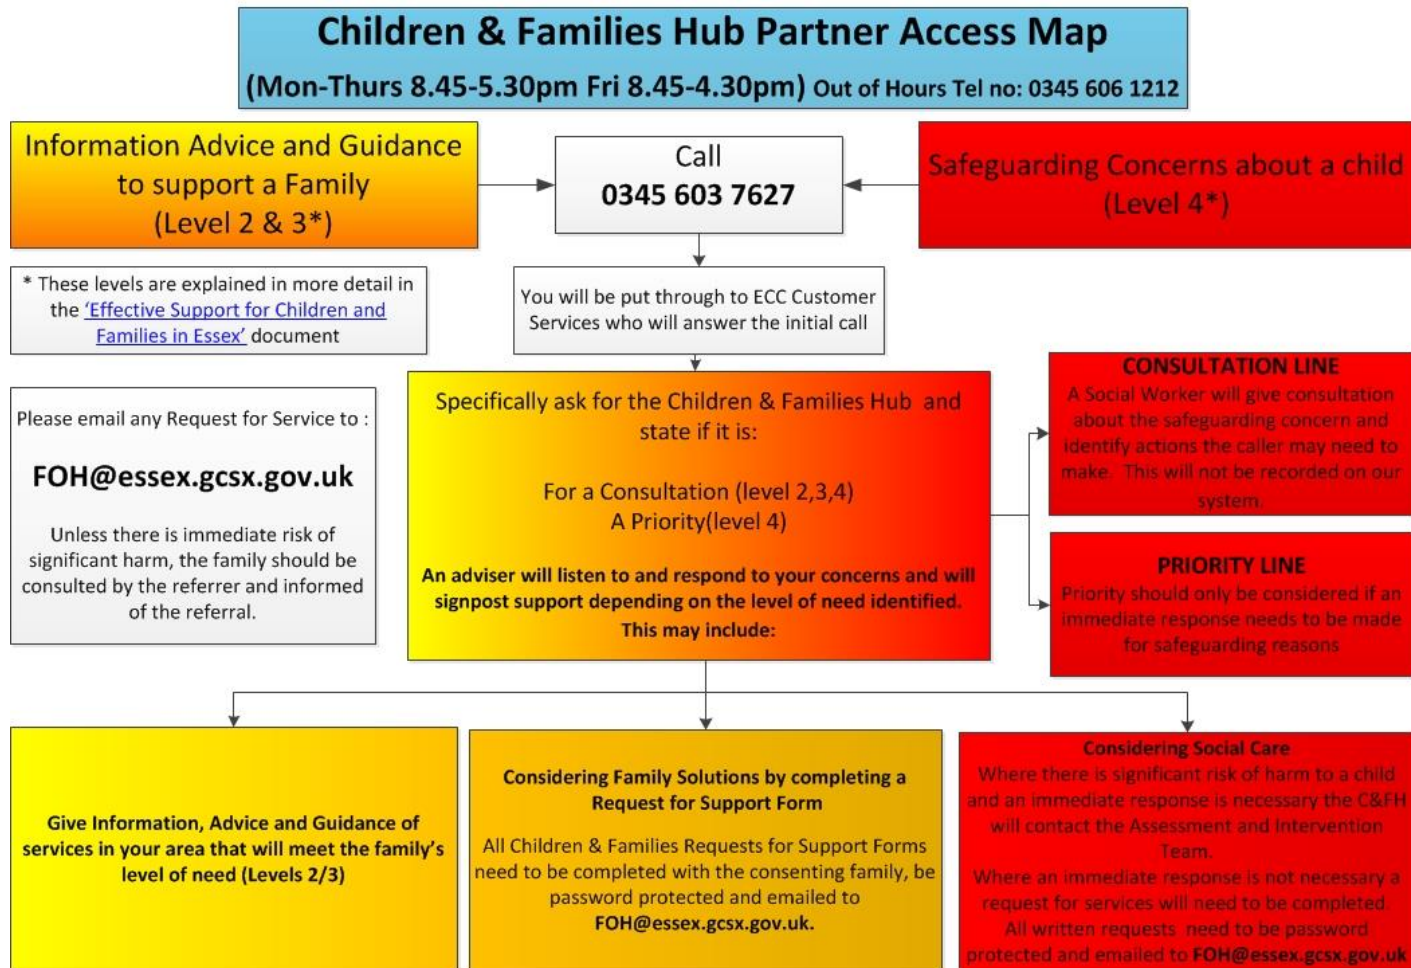 Children & Families Hub Partner Access Map
(Mon-Thurs 8.45-5.30pm Fri 8.45-4.30pm) Out of Hours Tel no: 0345 606 1212
Information Advice and Guidance
to support a Family
(Level 2 & 3*)
Call
0345 603 7627
Safeguarding Concerns about a child
(Level 4*)
* These levels are explained in more detail in
the ‘Effective Support for Children and
Families in Essex’ document
You will be put through to ECC Customer
Services who will answer the initial call
Please email any Request for Service to :
FOH@essex.gcsx.gov.uk
Unless there is immediate risk of
significant harm, the family should be
consulted by the referrer and informed
of the referral.
Specifically ask for the Children & Families Hub and
state if it is:
For a Consultation (level 2,3,4)
A Priority(level 4)
An adviser will listen to and respond to your concerns and will
signpost support depending on the level of need identified.
This may include:
CONSULTATION LINE
A Social Worker will give consultation
about the safeguarding concern and
identify actions the caller may need to
make. This will not be recorded on our
system.
PRIORITY LINE
Priority should only be considered if an
immediate response needs to be made
for safeguarding reasons
Give Information, Advice and Guidance of
services in your area that will meet the family’s
level of need (Levels 2/3)
Considering Family Solutions by completing a
Request for Support Form
All Children & Families Requests for Support Forms
need to be completed with the consenting family, be
password protected and emailed to
FOH@essex.gcsx.gov.uk.
Considering Social Care
Where there is significant risk of harm to a child
and an immediate response is necessary the C&FH
will contact the Assessment and Intervention
Team.
Where an immediate response is not necessary a
request for services will need to be completed.
All written requests need to be password
protected and emailed to FOH@essex.gcsx.gov.uk